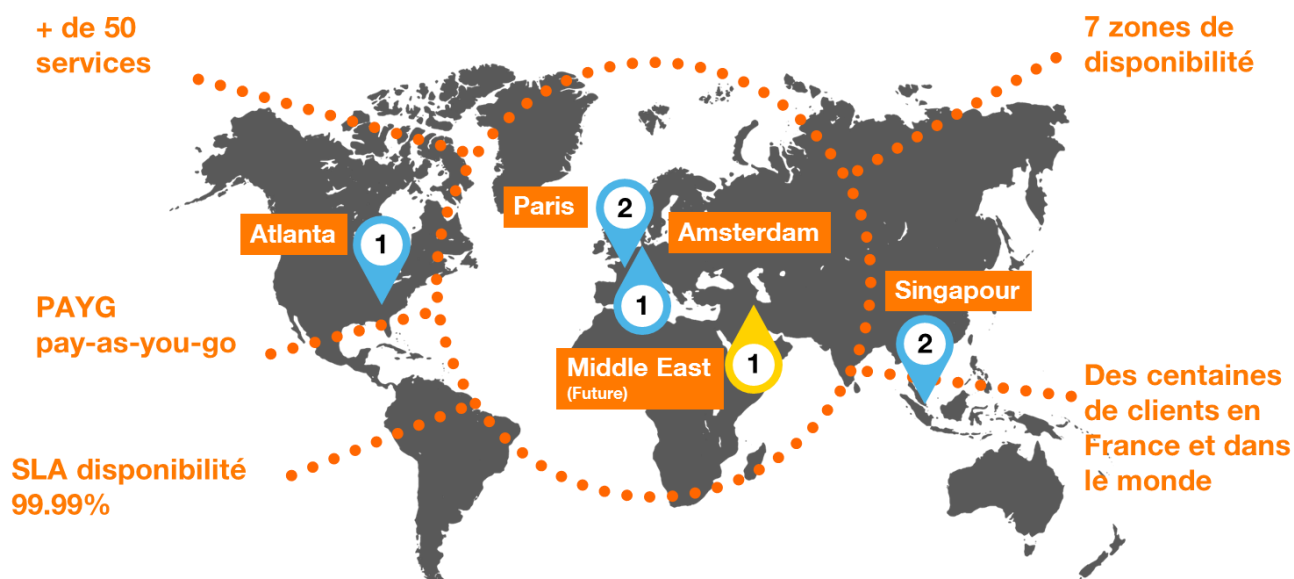 + de 50
services
7 zones de
disponibilité
Paris
2
Amsterdam
Atlanta
1
Singapour
2
1
PAYG
pay-as-you-go
Middle East
(Future)
1
Des centaines
de clients en
France et dans
le monde
SLA disponibilité
99.99%